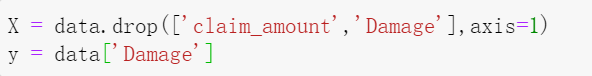 X = data.drop(['claim_amount','Damage'],axis=1)
y = data['Damage']